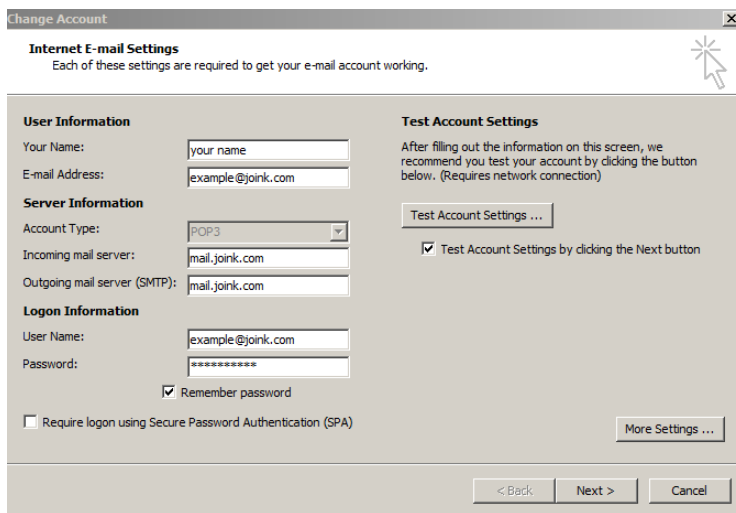 Change Account
Internet E-mail Settings
Each of these settings are required to get your e-mail account working.
User Information
Your Name:
your name
E-mail Address:
example@joink.com
Server Information
Account Type:
POP3
Incoming mail server:
mail.joink.com
Outgoing mail server (SMTP):
mail.joink.com
Logon Information
User Name:
example@joink.com
Password:
**********
Remember password
Require logon using Secure Password Authentication (SPA)
Test Account Settings
After filling out the information on this screen, we
recommend you test your account by clicking the button
below. (Requires network connection)
Test Account Settings ...
Test Account Settings by clicking the Next button
More Settings ...
< Back
Next >
Cancel